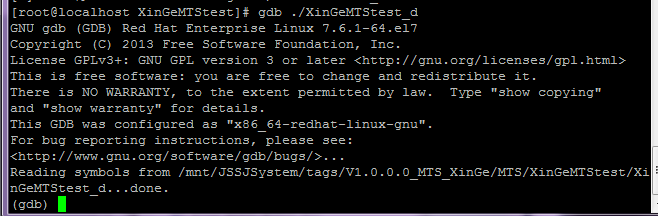 [root@localhost XinGeMTStest]# gdb ./XinGeMTStest_d
GNU gdb (GDB) Red Hat Enterprise Linux 7.6.1-64.el7
Copyright (C) 2013 Free Software Foundation, Inc.
License GPLv3+: GNU GPL version 3 or later <http://gnu.org/licenses/gpl.html>
This is free software: you are free to change and redistribute it.
There is NO WARRANTY, to the extent permitted by law.  Type "show copying"
and "show warranty" for details.
This GDB was configured as "x86_64-redhat-linux-gnu".
For bug reporting instructions, please see:
<http://www.gnu.org/software/gdb/bugs/>...
Reading symbols from /mnt/JSSJSystem/tags/V1.0.0.0_MTS_XinGe/MTS/XinGeMTStest/Xi
nGeMTStest_d...done.
(gdb)